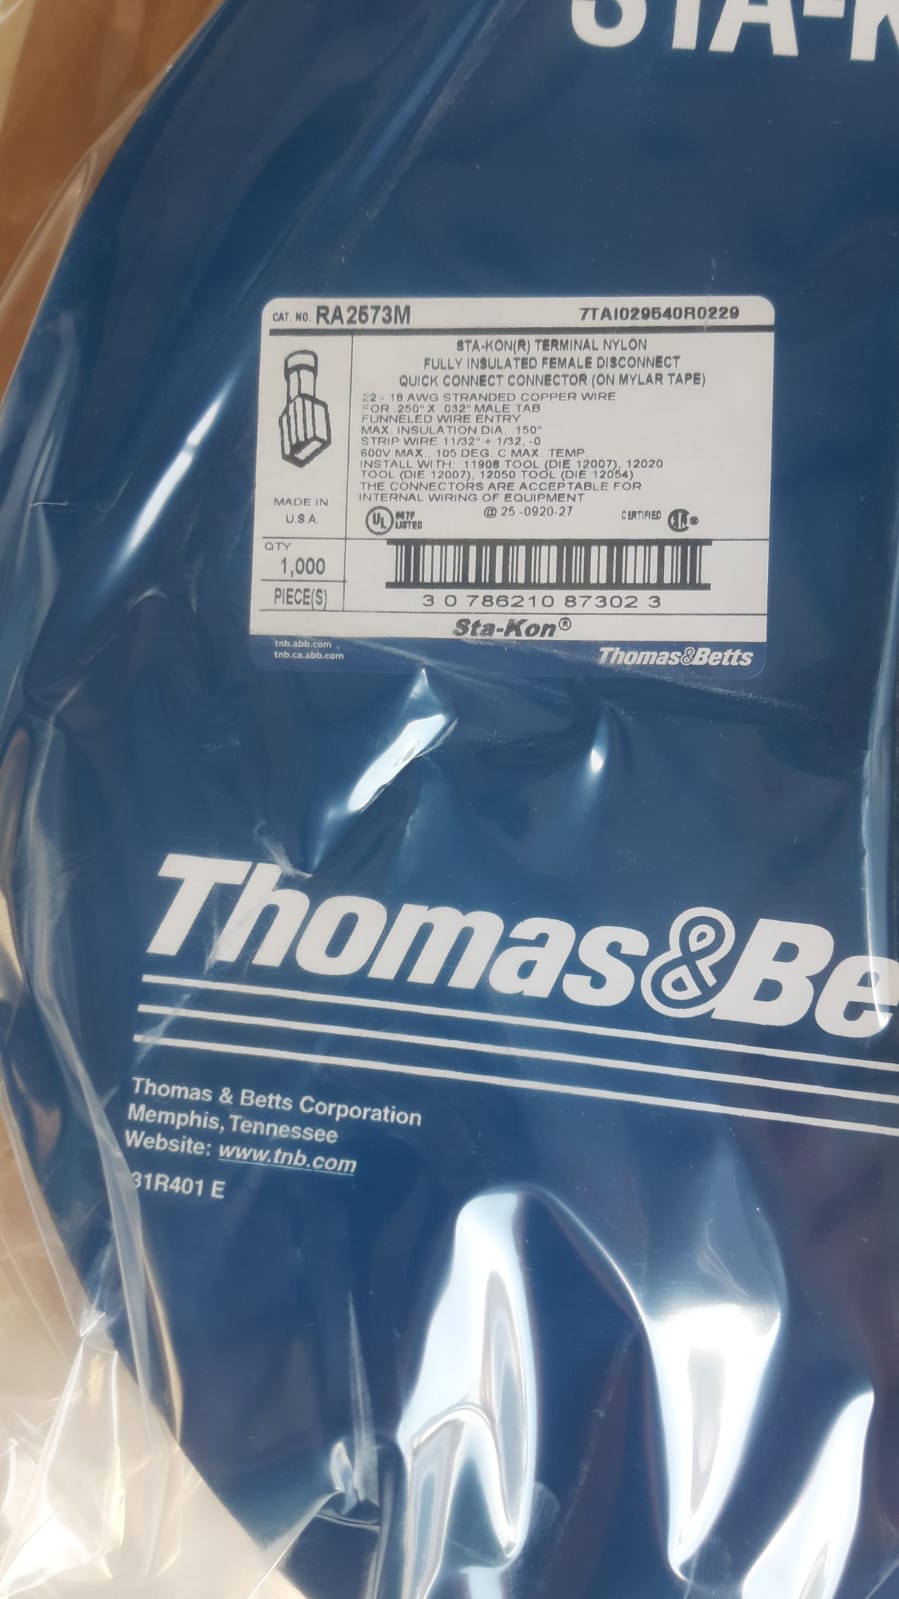 STA-K
CAT. NO. RA2573M 7TAI029540R0229
STA-KON(R) TERMINAL NYLON
FULLY INSULATED FEMALE DISCONNECT
QUICK CONNECT CONNECTOR (ON MYLAR TAPE)
22 - 18 AWG STRANDED COPPER WIRE
FOR .250" X .032" MALE TAB
FUNNELED WIRE ENTRY
MAX. INSULATION DIA. .150"
STRIP WIRE 11/32" + 1/32, -0
600V MAX., 105 DEG. C MAX. TEMP.
INSTALL WITH: 11908 TOOL (DIE 12007), 12020
TOOL (DIE 12007), 12050 TOOL (DIE 12054)
THE CONNECTORS ARE ACCEPTABLE FOR
INTERNAL WIRING OF EQUIPMENT
MADE IN
U.S.A.
UL LISTED @ 25 -0920-27 CERTIFIED
QTY
1,000
PIECE(S)
3 0 786210 87302 3
Sta-Kon®
tnb.abb.com
tnb.ca.abb.com
Thomas&Betts
Thomas&Be
Thomas & Betts Corporation
Memphis, Tennessee
Website: www.tnb.com
31R401 E